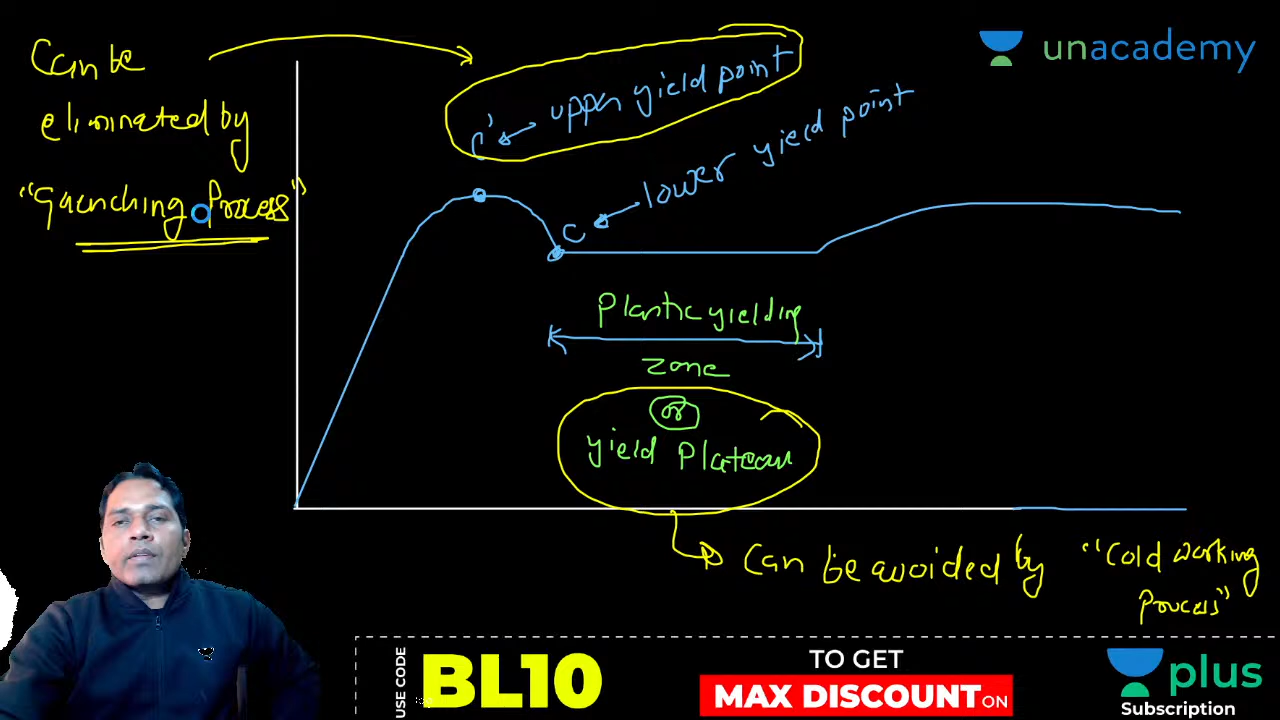 Can be
eliminated by
"Quenching Process"
unacademy
C' ← upper yield point
C ← lower yield point
Plastic yielding
zone
or
yield Plateau
Can be avoided by "Cold working
Process"
USE CODE
BL10
TO GET
MAX DISCOUNT ON
plus
Subscription